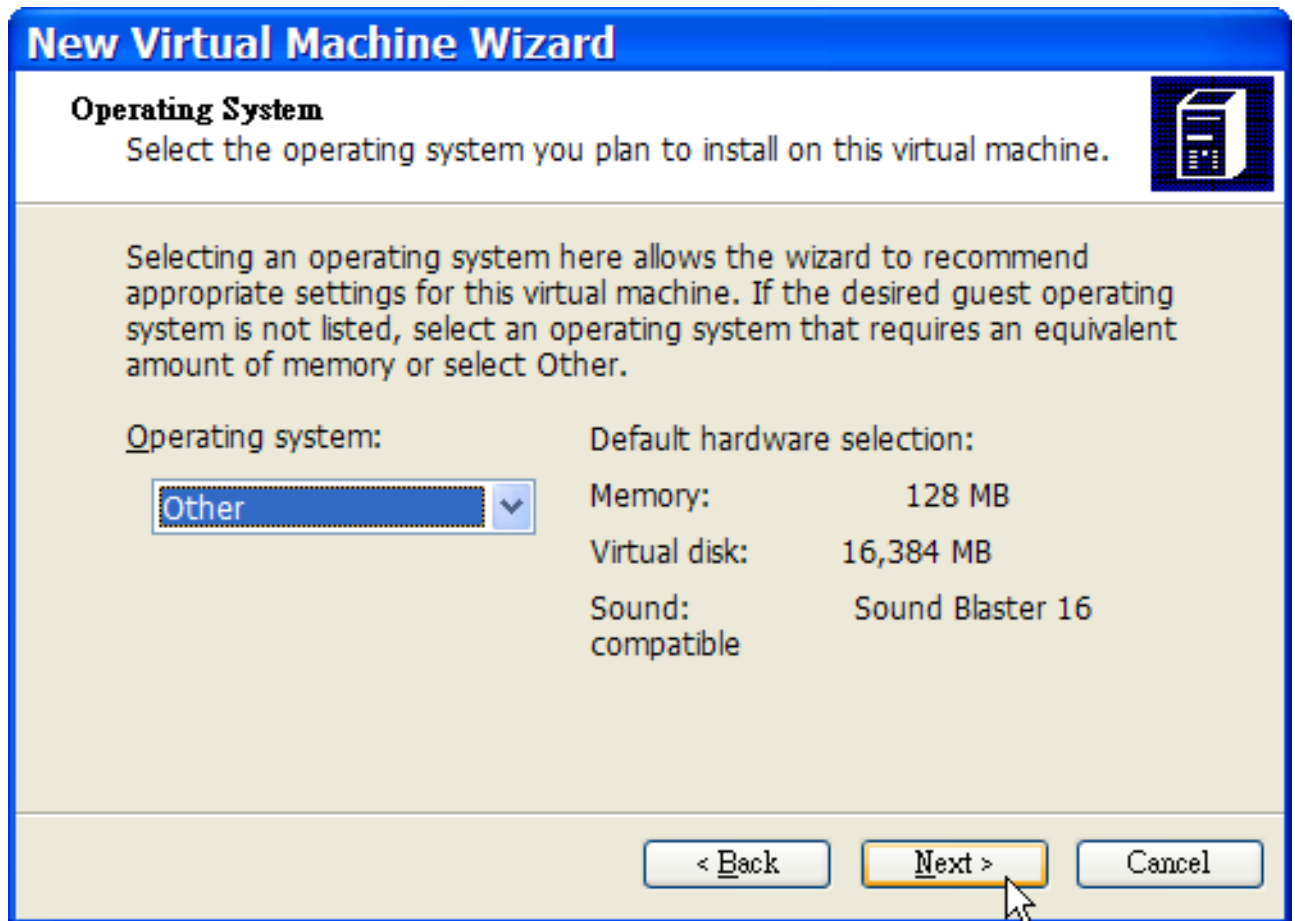 New Virtual Machine Wizard
Operating System
Select the operating system you plan to install on this virtual machine.
Selecting an operating system here allows the wizard to recommend
appropriate settings for this virtual machine. If the desired guest operating
system is not listed, select an operating system that requires an equivalent
amount of memory or select Other.
Operating system:
Other
Default hardware selection:
Memory: 128 MB
Virtual disk: 16,384 MB
Sound: Sound Blaster 16
compatible
< Back Next > Cancel